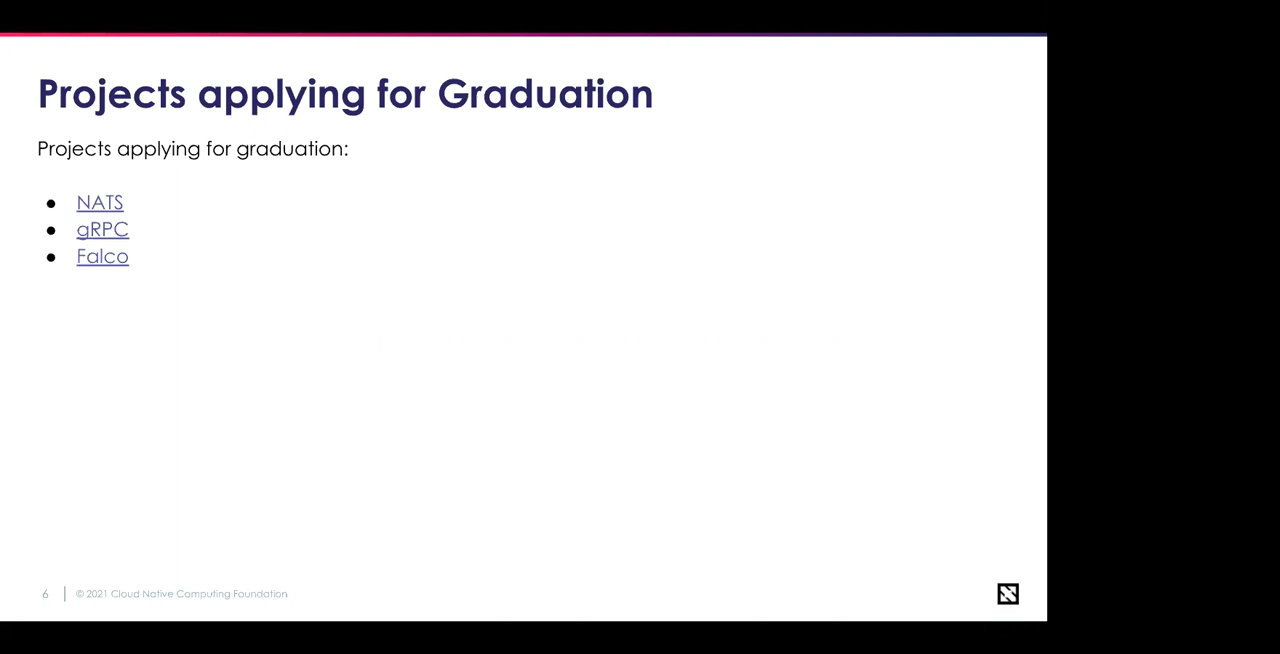 Projects applying for Graduation
Projects applying for graduation:
● NATS
● gRPC
● Falco
6 | © 2021 Cloud Native Computing Foundation